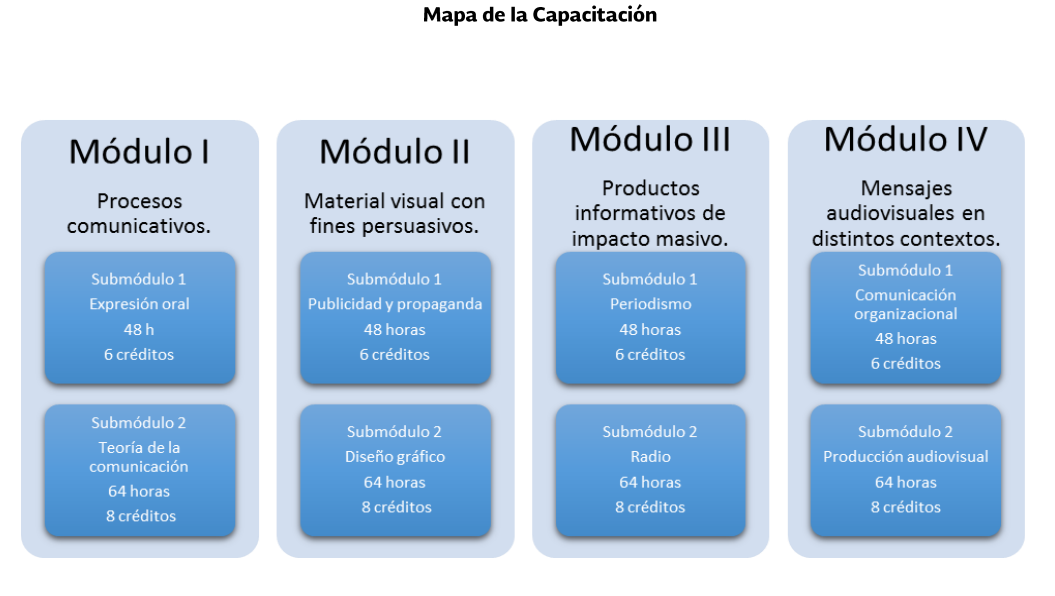 Mapa de la Capacitación
Módulo I
Procesos
comunicativos.
Submódulo 1
Expresión oral
48 h
6 créditos
Submódulo 2
Teoría de la
comunicación
64 horas
8 créditos
Módulo II
Material visual con
fines persuasivos.
Submódulo 1
Publicidad y propaganda
48 horas
6 créditos
Submódulo 2
Diseño gráfico
64 horas
8 créditos
Módulo III
Productos
informativos de
impacto masivo.
Submódulo 1
Periodismo
48 horas
6 créditos
Submódulo 2
Radio
64 horas
8 créditos
Módulo IV
Mensajes
audiovisuales en
distintos contextos.
Submódulo 1
Comunicación
organizacional
48 horas
6 créditos
Submódulo 2
Producción audiovisual
64 horas
8 créditos